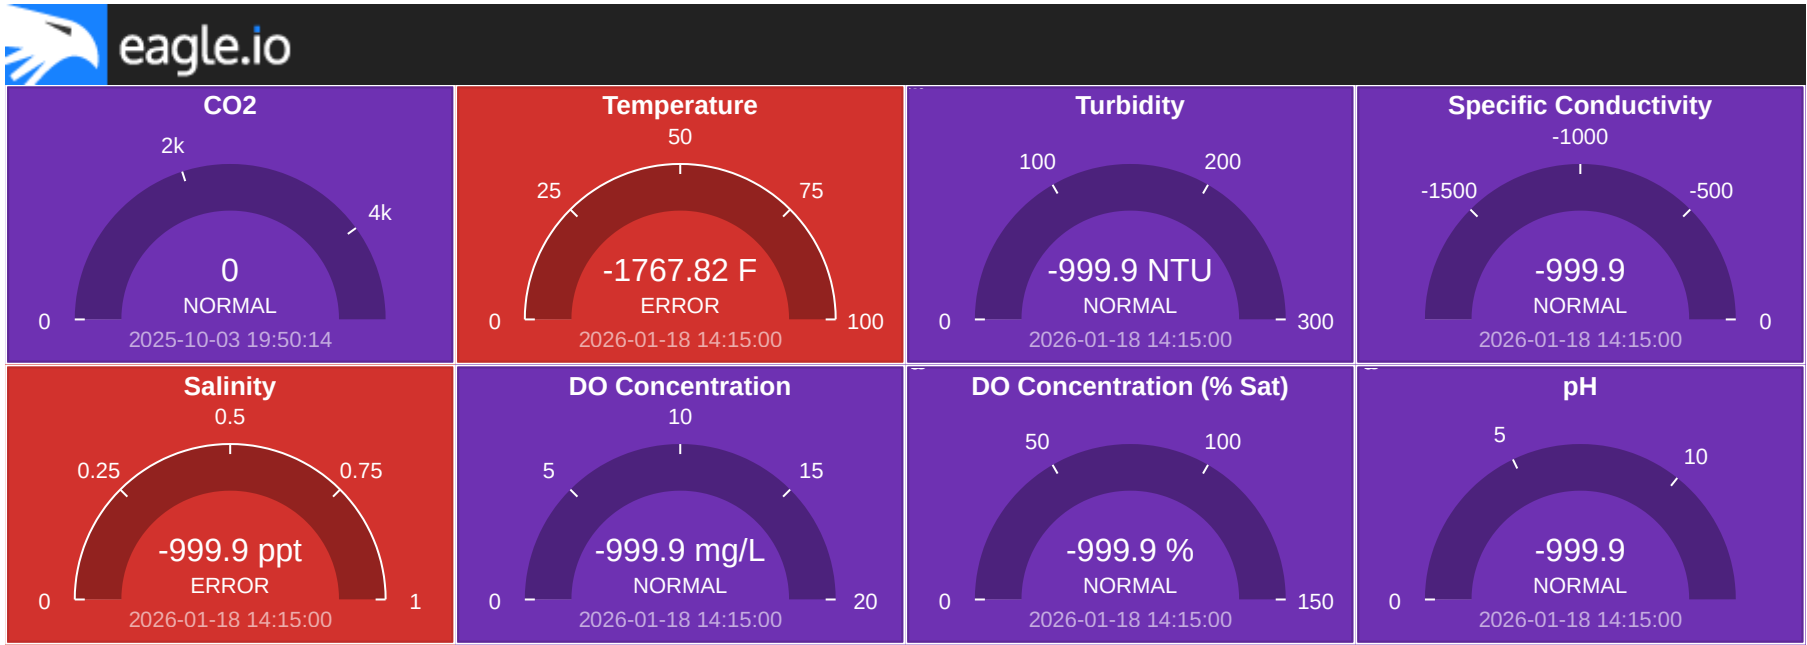 eagle.io
CO2
2k
4k
0
0
NORMAL
2025-10-03 19:50:14
Temperature
50
25
75
-1767.82 F
ERROR
0
100
2026-01-18 14:15:00
Turbidity
100
200
-999.9 NTU
NORMAL
0
300
2026-01-18 14:15:00
Specific Conductivity
-1000
-1500
-500
-999.9
NORMAL
0
2026-01-18 14:15:00
Salinity
0.5
0.25
0.75
-999.9 ppt
ERROR
0
1
2026-01-18 14:15:00
DO Concentration
10
5
15
-999.9 mg/L
NORMAL
0
20
2026-01-18 14:15:00
DO Concentration (% Sat)
50
100
-999.9 %
NORMAL
0
150
2026-01-18 14:15:00
pH
5
10
-999.9
NORMAL
0
2026-01-18 14:15:00